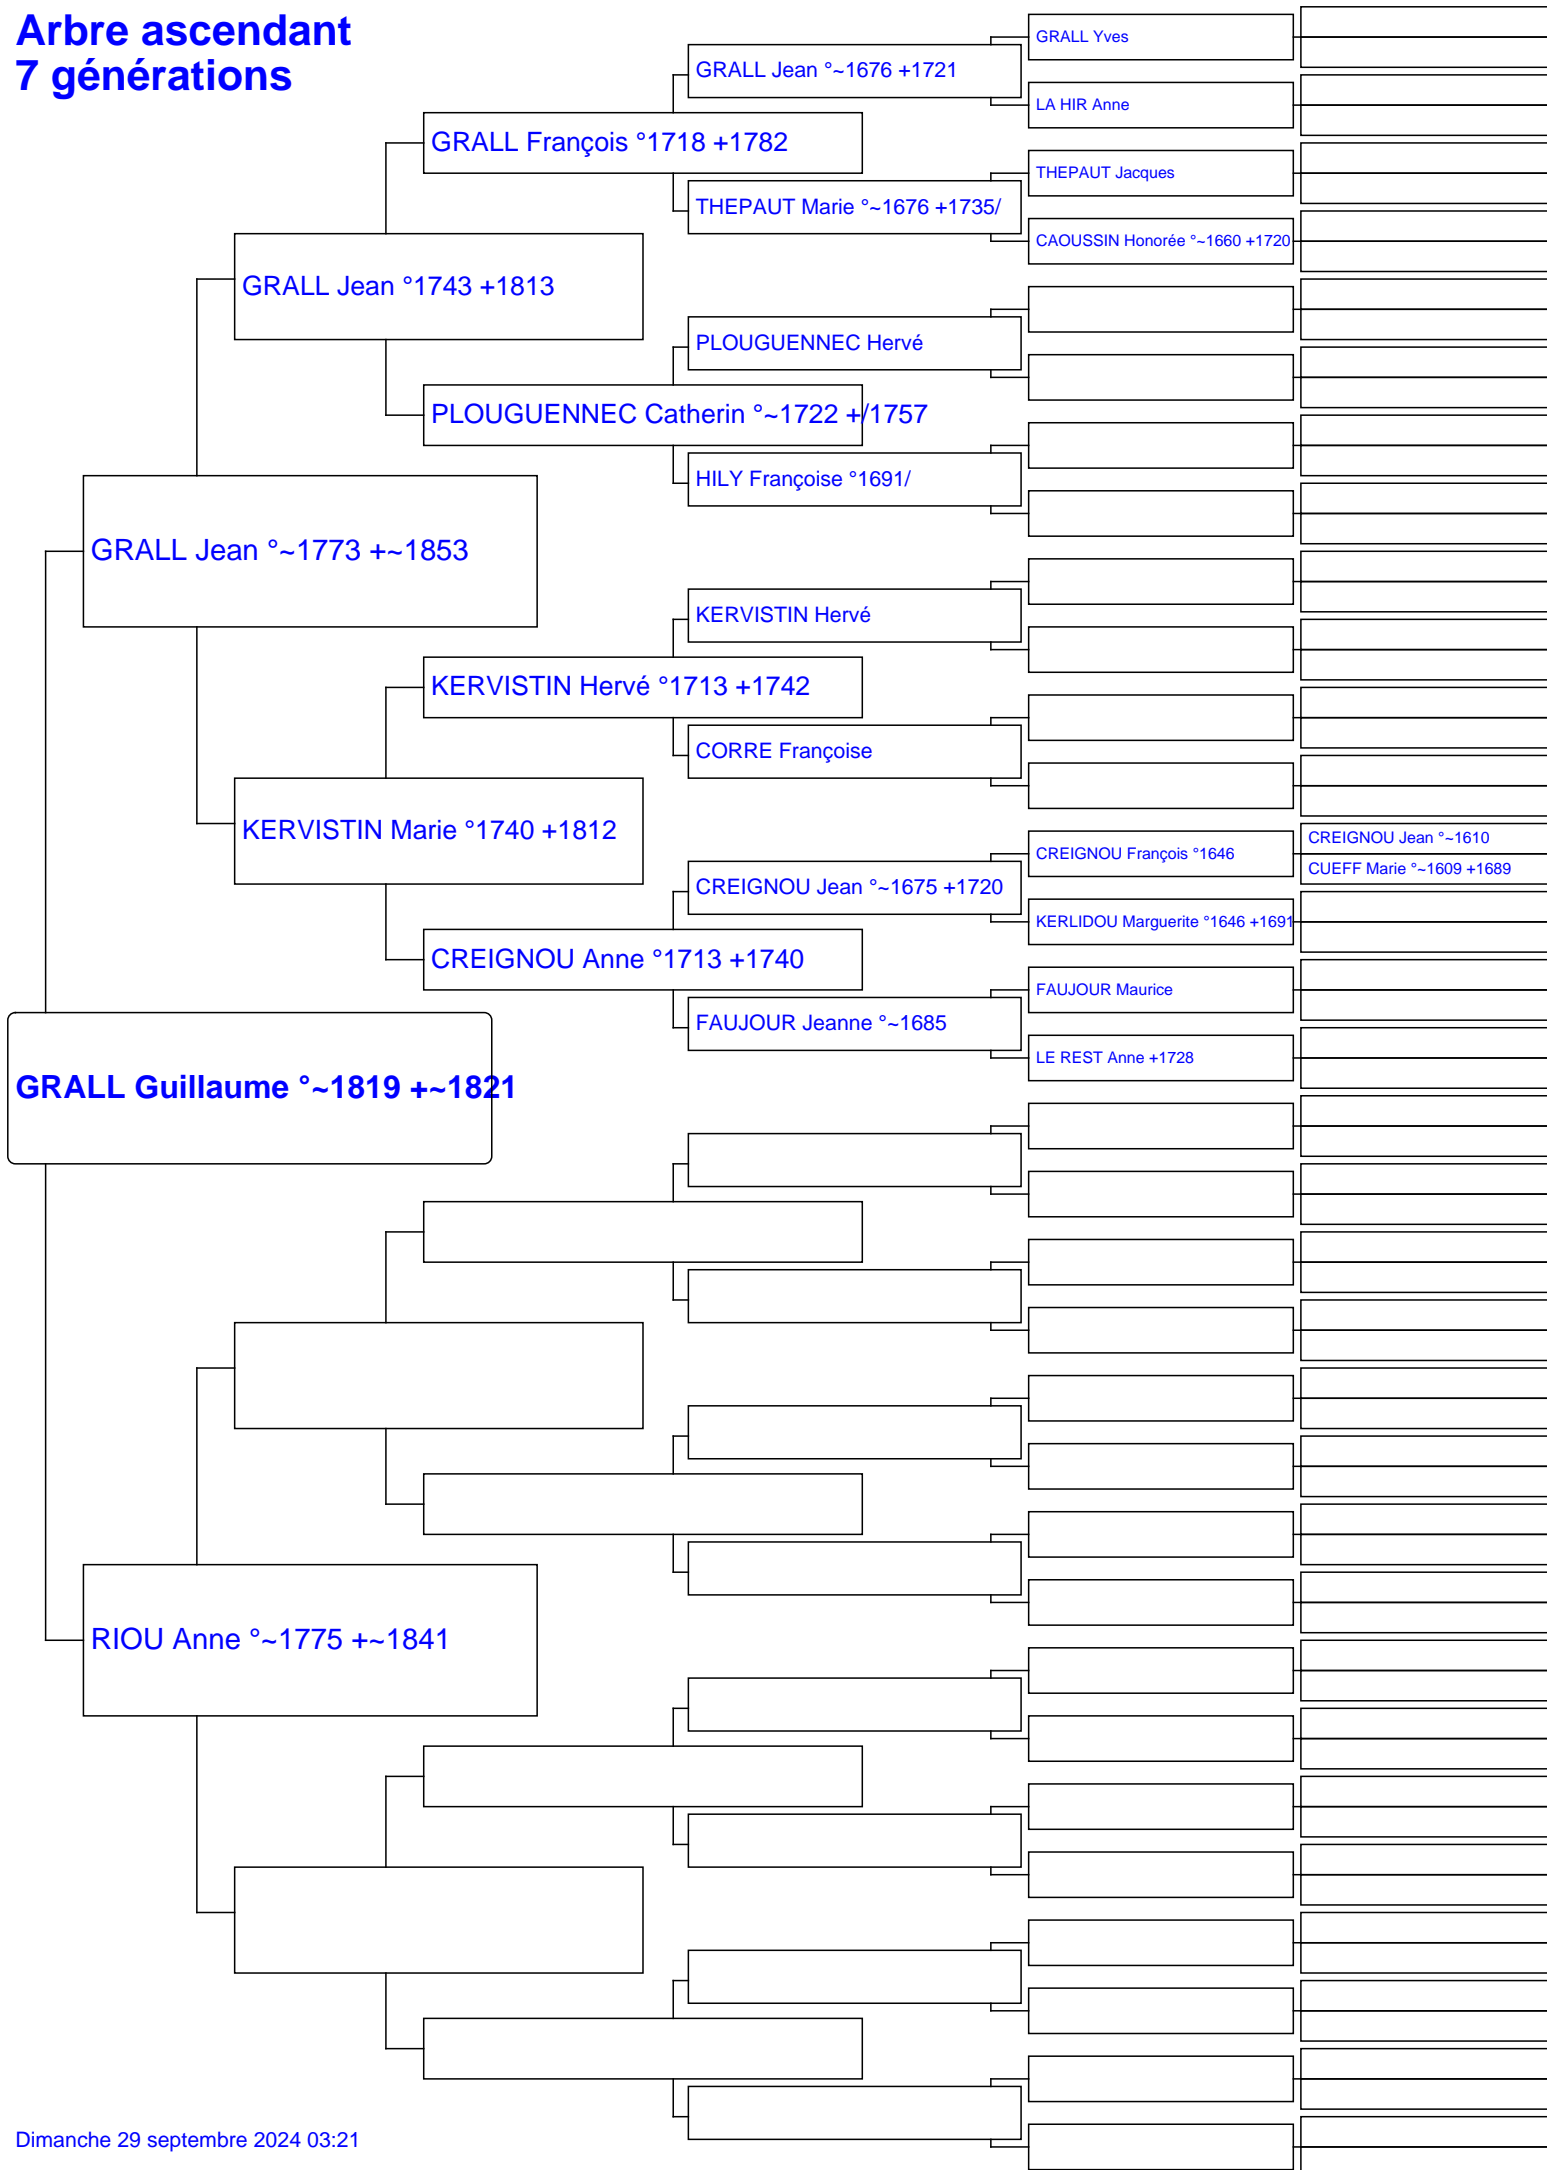 Arbre ascendant
7 générations
GRALL Yves
GRALL Jean °~1676 +1721
LA HIR Anne
GRALL François °1718 +1782
THEPAUT Jacques
THEPAUT Marie °~1676 +1735/
CAOUSSIN Honorée °~1660 +1720
GRALL Jean °1743 +1813
PLOUGUENNEC Hervé
PLOUGUENNEC Catherin °~1722 +/1757
HILY Françoise °1691/
GRALL Jean °~1773 +~1853
KERVISTIN Hervé
KERVISTIN Hervé °1713 +1742
CORRE Françoise
KERVISTIN Marie °1740 +1812
CREIGNOU Jean °~1610
CREIGNOU François °1646
CUEFF Marie °~1609 +1689
CREIGNOU Jean °~1675 +1720
KERLIDOU Marguerite °1646 +1691
CREIGNOU Anne °1713 +1740
FAUJOUR Maurice
FAUJOUR Jeanne °~1685
LE REST Anne +1728
GRALL Guillaume °~1819 +~1821
RIOU Anne °~1775 +~1841
Dimanche 29 septembre 2024 03:21